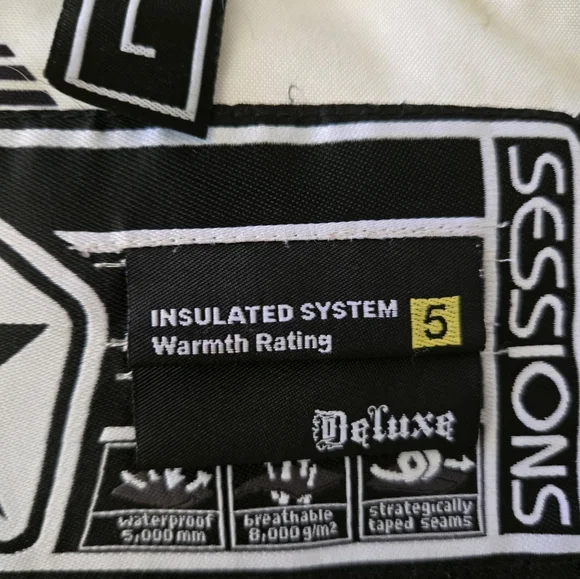 L
SESSIONS
INSULATED SYSTEM 5
Warmth Rating
Deluxe
waterproof
5,000 mm
breathable
8,000 g/m²
strategically
taped seams